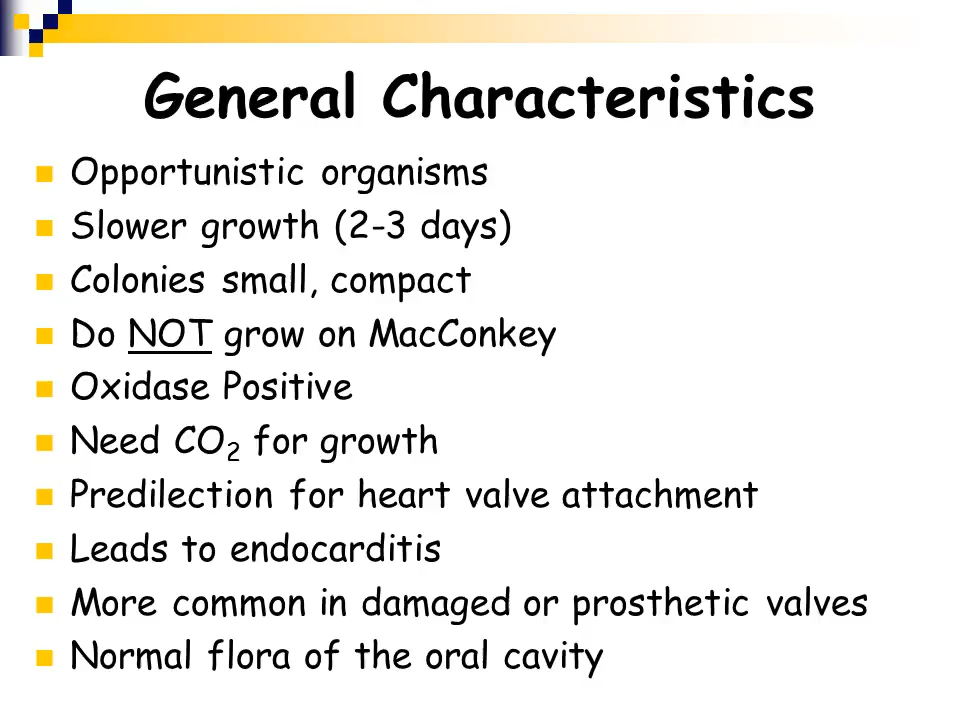 General Characteristics
Opportunistic organisms
Slower growth (2-3 days)
Colonies small, compact
Do NOT grow on MacConkey
Oxidase Positive
Need CO₂ for growth
Predilection for heart valve attachment
Leads to endocarditis
More common in damaged or prosthetic valves
Normal flora of the oral cavity